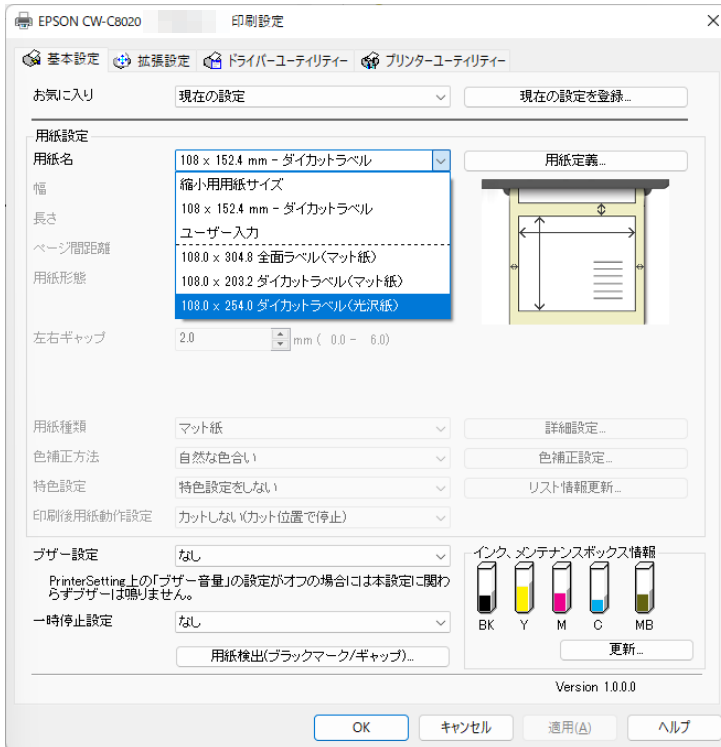 EPSON CW-C8020 印刷設定
基本設定 拡張設定 ドライバーユーティリティー プリンターユーティリティー
お気に入り 現在の設定 現在の設定を登録...
用紙設定
用紙名 108 x 152.4 mm - ダイカットラベル 用紙定義...
縮小用用紙サイズ
幅
108 x 152.4 mm - ダイカットラベル
長さ
ユーザー入力
ページ間距離
108.0 x 304.8 全面ラベル(マット紙)
用紙形態
108.0 x 203.2 ダイカットラベル(マット紙)
108.0 x 254.0 ダイカットラベル(光沢紙)
左右ギャップ 2.0 mm ( 0.0 - 6.0)
用紙種類 マット紙 詳細設定...
色補正方法 自然な色合い 色補正設定...
特色設定 特色設定をしない リスト情報更新...
印刷後用紙動作設定 カットしない(カット位置で停止)
ブザー設定 なし
PrinterSetting上の「ブザー音量」の設定がオフの場合には本設定に関わ
らずブザーは鳴りません。
一時停止設定 なし
用紙検出(ブラックマーク/ギャップ)...
インク、メンテナンスボックス情報
BK Y M C MB
更新...
Version 1.0.0.0
OK キャンセル 適用(A) ヘルプ